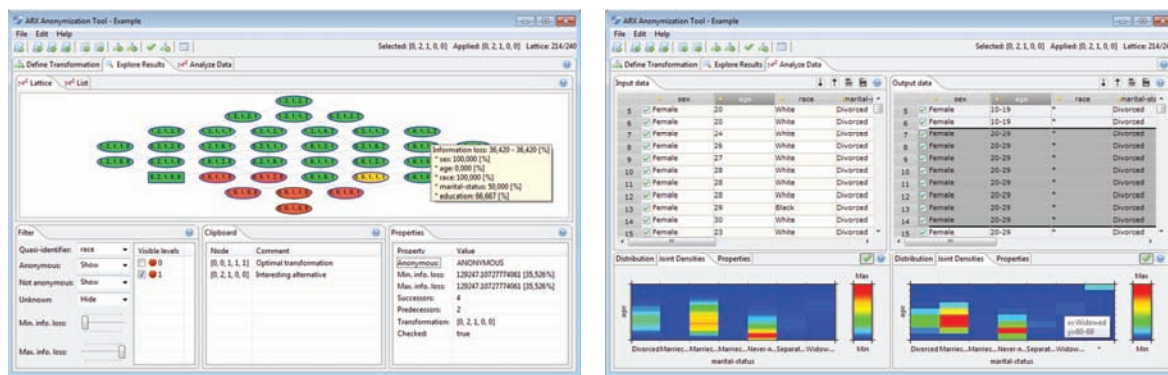 ARX Anonymization Tool - Example
File Edit Help
Selected: [0, 2, 1, 0, 0] Applied: [0, 2, 1, 0, 0] Lattice: 214/240
Define Transformation Explore Results Analyze Data
Lattice List
Information loss: 36,420 - 36,420 [%]
* sex: 100,000 [%]
* age: 0,000 [%]
* race: 100,000 [%]
* marital-status: 50,000 [%]
* education: 66,667 [%]
Filter
Quasi-identifier: race
Anonymous: Show
Not anonymous: Show
Unknown: Hide
Min. info. loss:
Max. info. loss:
Visible levels
0
1
Clipboard
Node Comment
[0, 0, 1, 1, 1] Optimal transformation
[0, 2, 1, 0, 0] Interesting alternative
Properties
Property Value
Anonymous: ANONYMOUS
Min. info. loss: 129247.10727774061 [35,526%]
Max. info. loss: 129247.10727774061 [35,526%]
Successors: 4
Predecessors: 2
Transformation: [0, 2, 1, 0, 0]
Checked: true
ARX Anonymization Tool - Example
File Edit Help
Selected: [0, 2, 1, 0, 0] Applied: [0, 2, 1, 0, 0] Lattice: 214/24
Define Transformation Explore Results Analyze Data
Input data
sex age race marital-s
5 Female 20 White Divorced
6 Female 20 White Divorced
7 Female 24 White Divorced
8 Female 26 White Divorced
9 Female 27 White Divorced
10 Female 28 White Divorced
11 Female 28 White Divorced
12 Female 28 White Divorced
13 Female 29 Black Divorced
14 Female 30 White Divorced
15 Female 23 White Divorced
Output data
sex age race marital-sta
5 Female 10-19 * Divorced
6 Female 10-19 * Divorced
7 Female 20-29 * Divorced
8 Female 20-29 * Divorced
9 Female 20-29 * Divorced
10 Female 20-29 * Divorced
11 Female 20-29 * Divorced
12 Female 20-29 * Divorced
13 Female 20-29 * Divorced
14 Female 20-29 * Divorced
15 Female 20-29 * Divorced
Distribution Joint Densities Properties
Max
age
Min
Divorced Marries...Marries...Never-n...Separat...Widow...
marital-status
Distribution Joint Densities Properties
Max
age
x=Widowed
y=60-69
Min
Divorced Marries...Marries...Never-n...Separat...Widow... *
marital-status